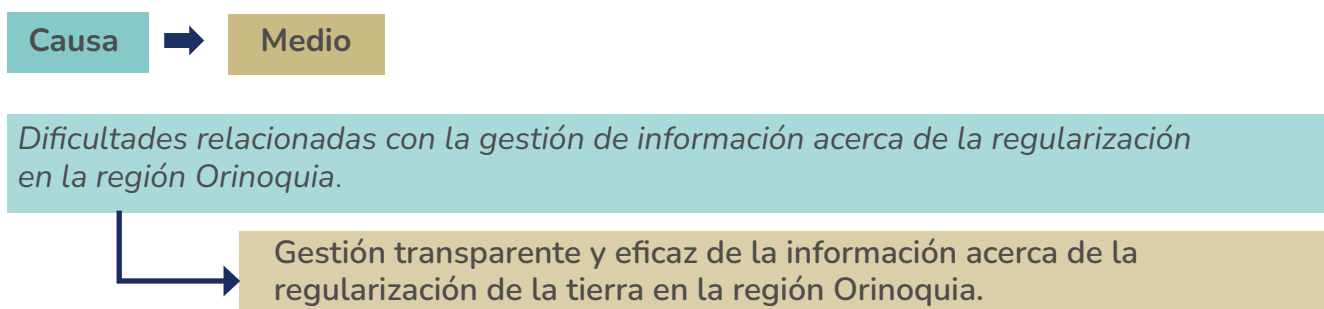 Causa
Medio
Dificultades relacionadas con la gestión de información acerca de la regularización
en la región Orinoquia.
Gestión transparente y eficaz de la información acerca de la
regularización de la tierra en la región Orinoquia.